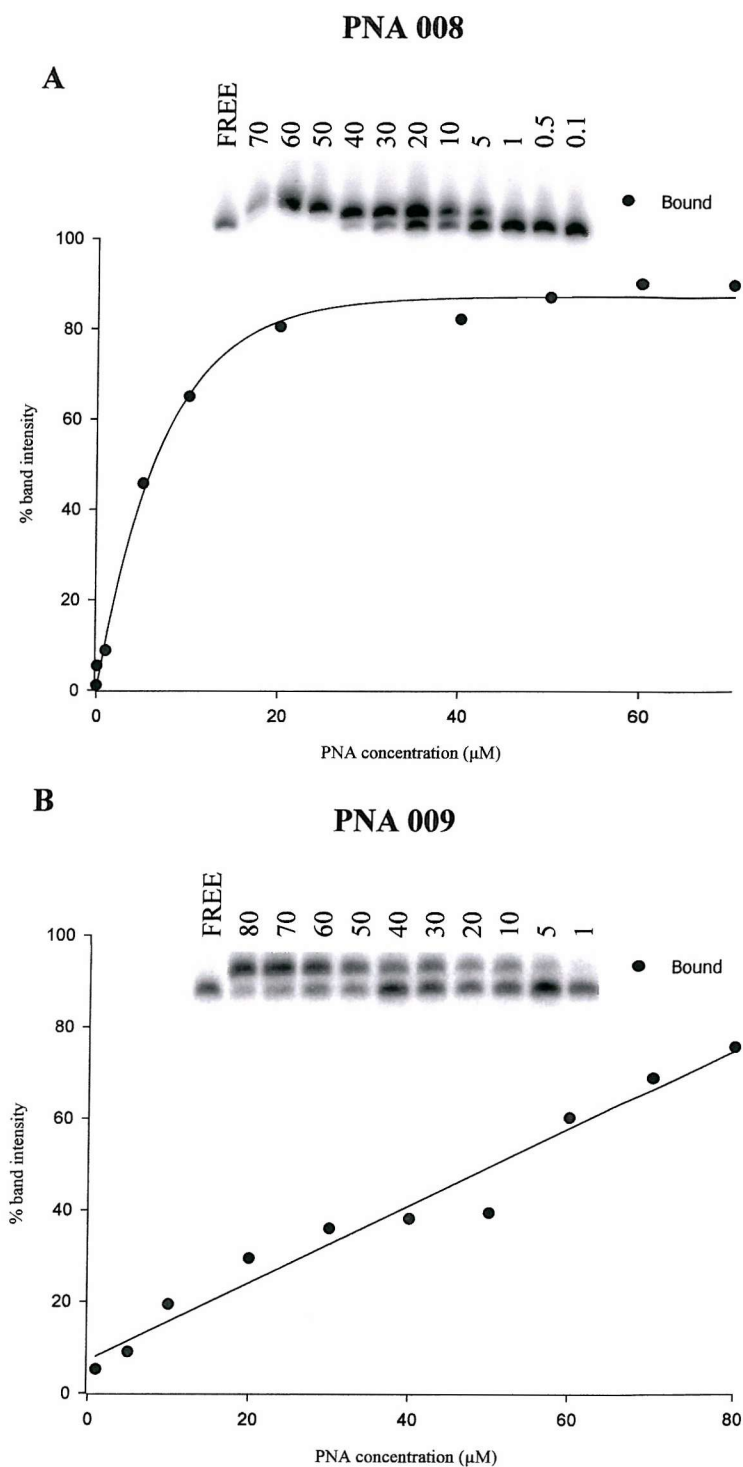 PNA 008
A
FREE 70 60 50 40 30 20 10 5 1 0.5 0.1
Bound
100
80
60
40
20
0
% band intensity
0 20 40 60
PNA concentration (µM)
B
PNA 009
FREE 80 70 60 50 40 30 20 10 5 1
Bound
100
80
60
40
20
0
% band intensity
0 20 40 60 80
PNA concentration (µM)